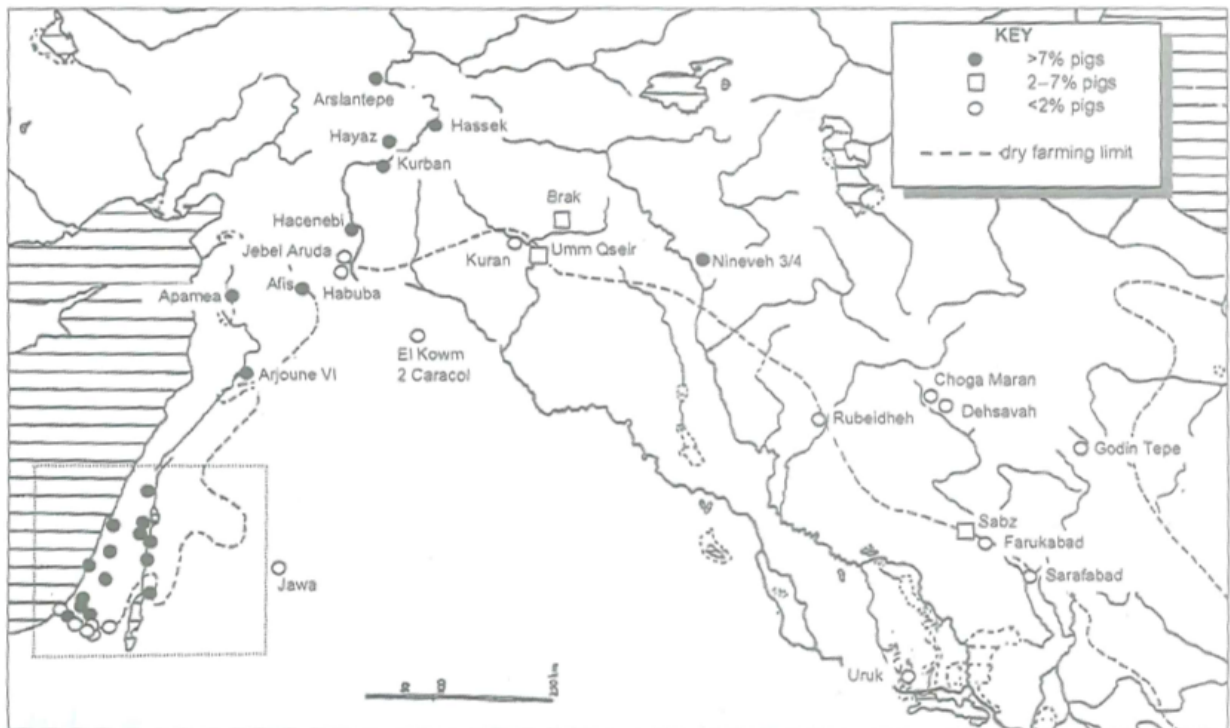 KEY
>7% pigs
2–7% pigs
<2% pigs
dry farming limit
Arslantepe
Hassek
Hayaz
Kurban
Brak
Hacenebi
Jebel Aruda
Kuran
Umm Qseir
Nineveh 3/4
Afis
Habuba
Apamea
El Kowm
2 Caracol
Arjoune VI
Choga Maran
Dehsavah
Rubeidheh
Godin Tepe
Sabz
Farukabad
Jawa
Sarafabad
Uruk